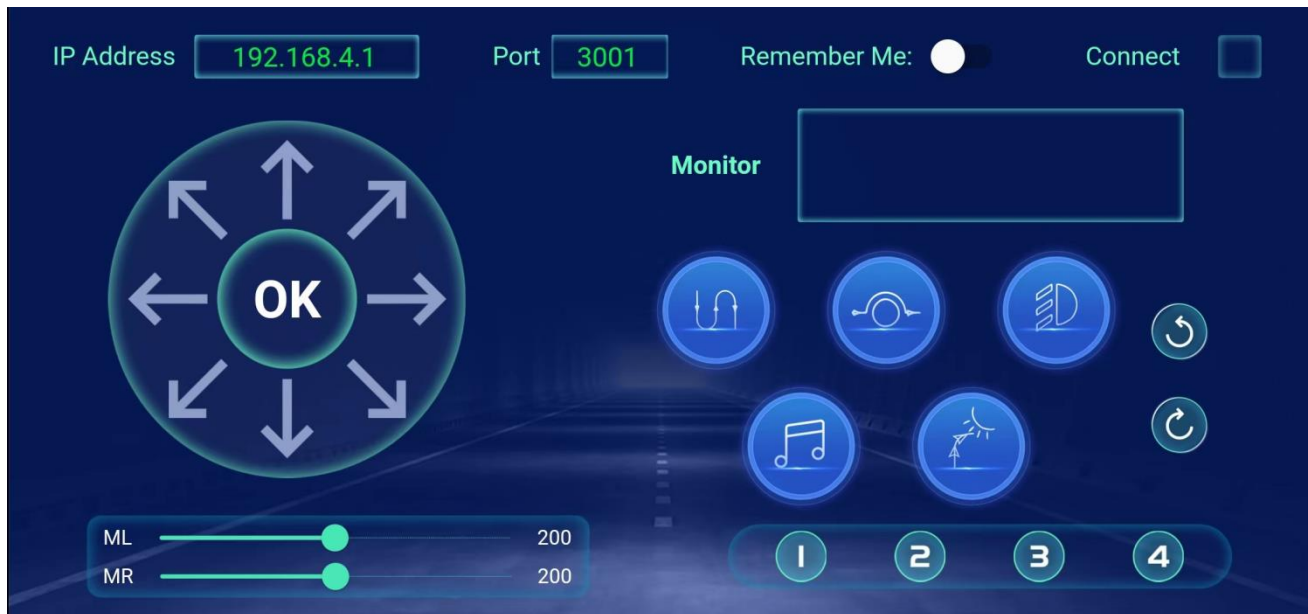 IP Address 192.168.4.1 Port 3001 Remember Me: Connect
Monitor
OK
ML 200
MR 200
1 2 3 4